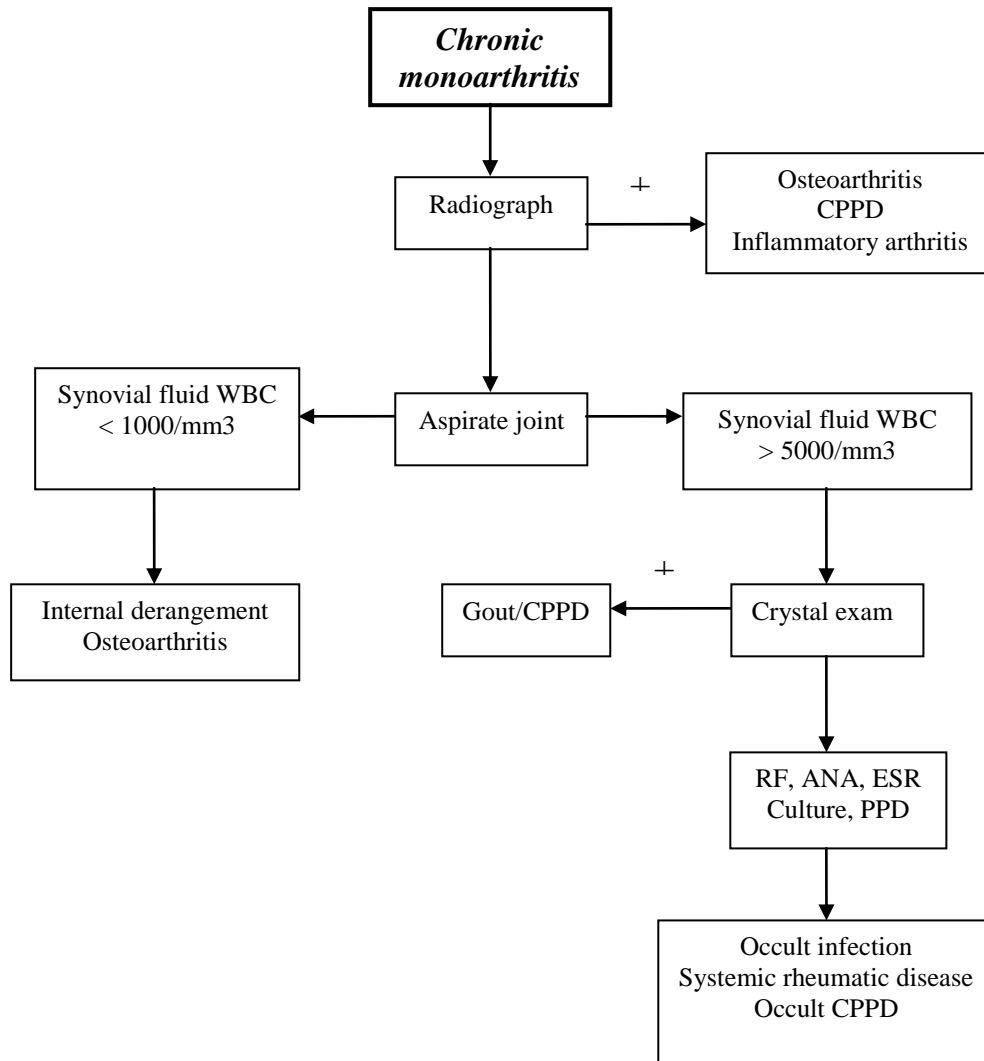 Chronic
monoarthritis
+
Radiograph
Osteoarthritis
CPPD
Inflammatory arthritis
Synovial fluid WBC
< 1000/mm3
Aspirate joint
Synovial fluid WBC
> 5000/mm3
+
Internal derangement
Osteoarthritis
Gout/CPPD
Crystal exam
RF, ANA, ESR
Culture, PPD
Occult infection
Systemic rheumatic disease
Occult CPPD